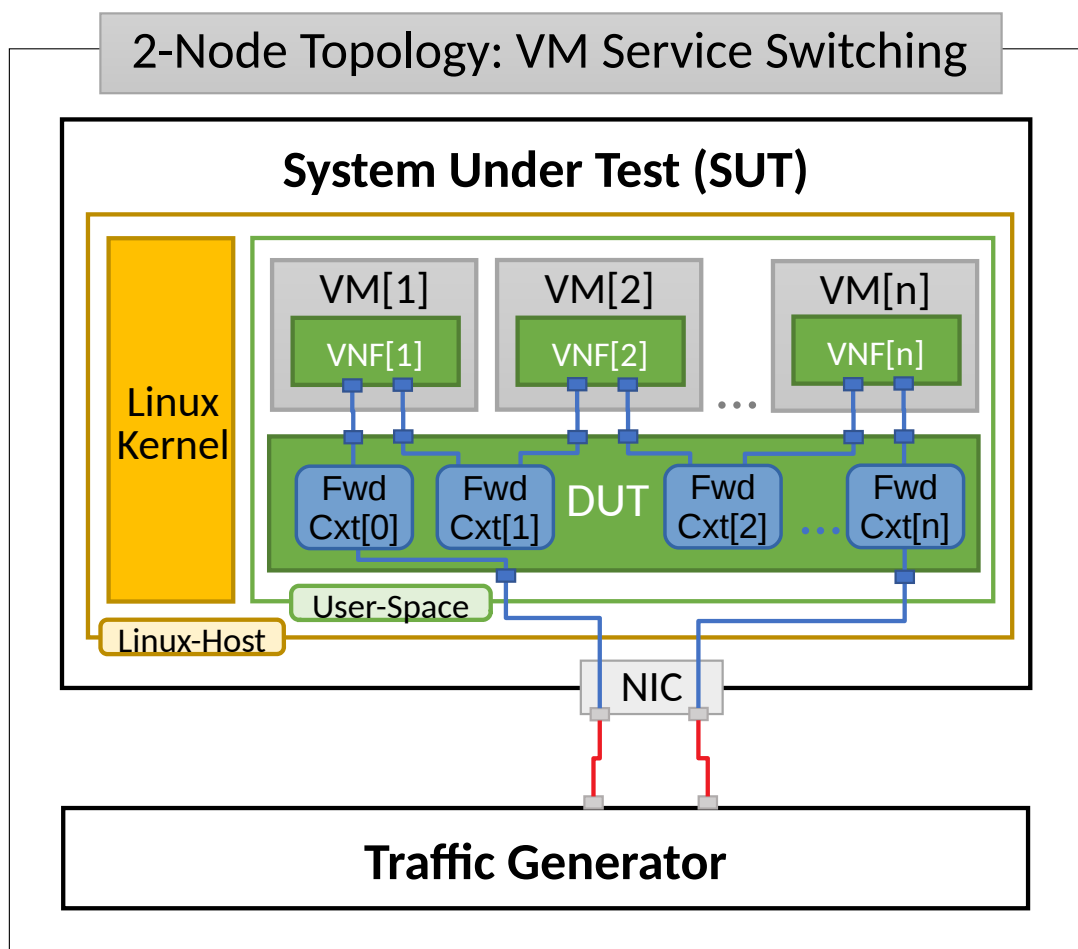 2-Node Topology: VM Service Switching
System Under Test (SUT)
Linux
Kernel
VM[1]
VNF[1]
VM[2]
VNF[2]
...
VM[n]
VNF[n]
Fwd
Cxt[0]
Fwd
Cxt[1]
DUT
Fwd
Cxt[2]
...
Fwd
Cxt[n]
User-Space
Linux-Host
NIC
Traffic Generator